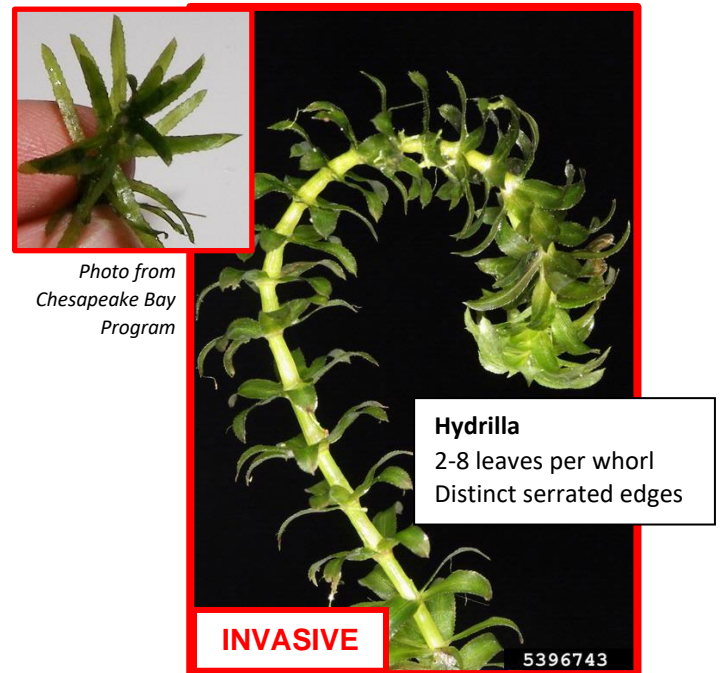 Photo from
Chesapeake Bay
Program
Hydrilla
2-8 leaves per whorl
Distinct serrated edges
INVASIVE
5396743